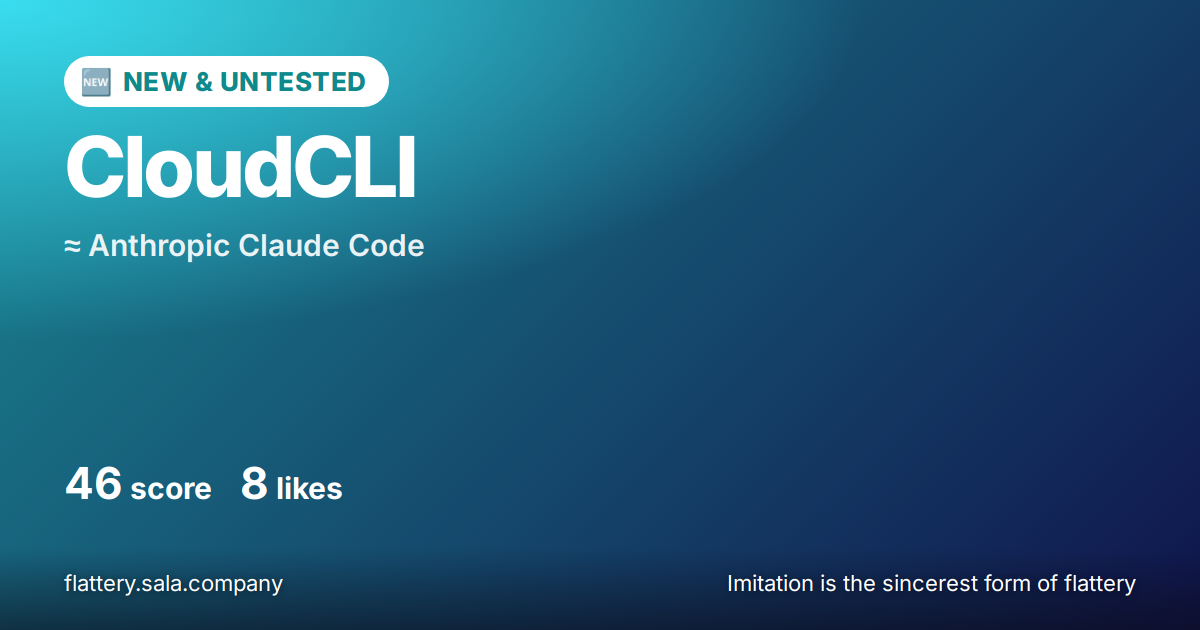 🆕 NEW & UNTESTED
CloudCLI
≈ Anthropic Claude Code
46 score 8 likes
flattery.sala.company
Imitation is the sincerest form of flattery